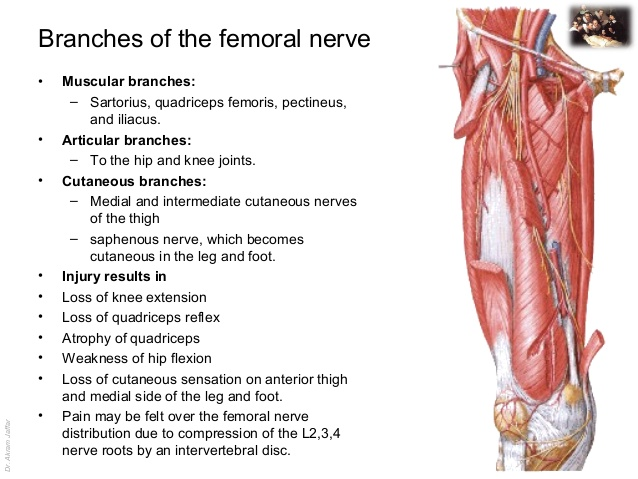 Branches of the femoral nerve
• Muscular branches:
– Sartorius, quadriceps femoris, pectineus,
and iliacus.
• Articular branches:
– To the hip and knee joints.
• Cutaneous branches:
– Medial and intermediate cutaneous nerves
of the thigh
– saphenous nerve, which becomes
cutaneous in the leg and foot.
• Injury results in
• Loss of knee extension
• Loss of quadriceps reflex
• Atrophy of quadriceps
• Weakness of hip flexion
• Loss of cutaneous sensation on anterior thigh
and medial side of the leg and foot.
• Pain may be felt over the femoral nerve
distribution due to compression of the L2,3,4
nerve roots by an intervertebral disc.
Dr Akram Jaffar